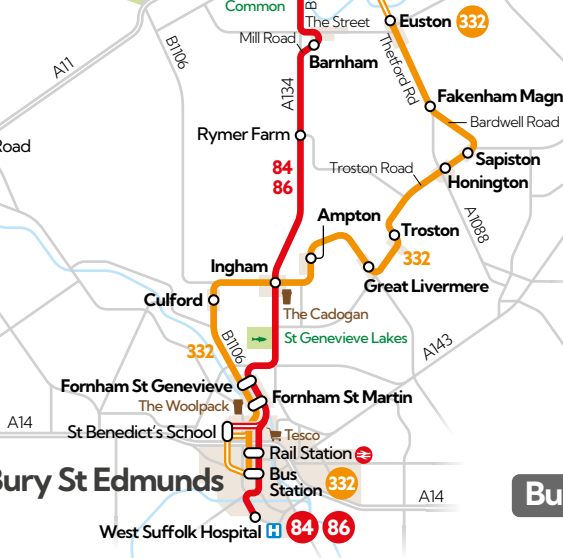 Common
B
The Street
Euston 332
Mill Road
B1106
Barnham
Thetford Rd
A11
A134
Fakenham Magn
Bardwell Road
Rymer Farm
Road
Sapiston
84
86
Troston Road
Honington
Ampton
A1088
Troston
332
Ingham
Great Livermere
Culford
The Cadogan
St Genevieve Lakes
B1106
A143
332
Fornham St Genevieve
Fornham St Martin
The Woolpack
A14
St Benedict's School
Tesco
Rail Station
Bury St Edmunds
Bus
Station
332
A14
Bu
West Suffolk Hospital H 84 86